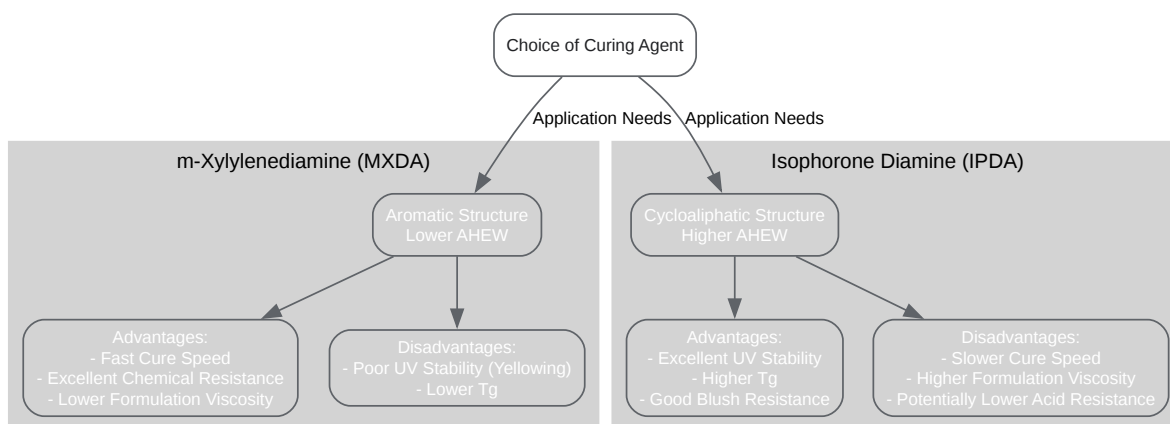 Choice of Curing Agent
Application Needs
Application Needs
m-Xylylenediamine (MXDA)
Aromatic Structure
Lower AHEW
Advantages:
- Fast Cure Speed
- Excellent Chemical Resistance
- Lower Formulation Viscosity
Disadvantages:
- Poor UV Stability (Yellowing)
- Lower Tg
Isophorone Diamine (IPDA)
Cycloaliphatic Structure
Higher AHEW
Advantages:
- Excellent UV Stability
- Higher Tg
- Good Blush Resistance
Disadvantages:
- Slower Cure Speed
- Higher Formulation Viscosity
- Potentially Lower Acid Resistance